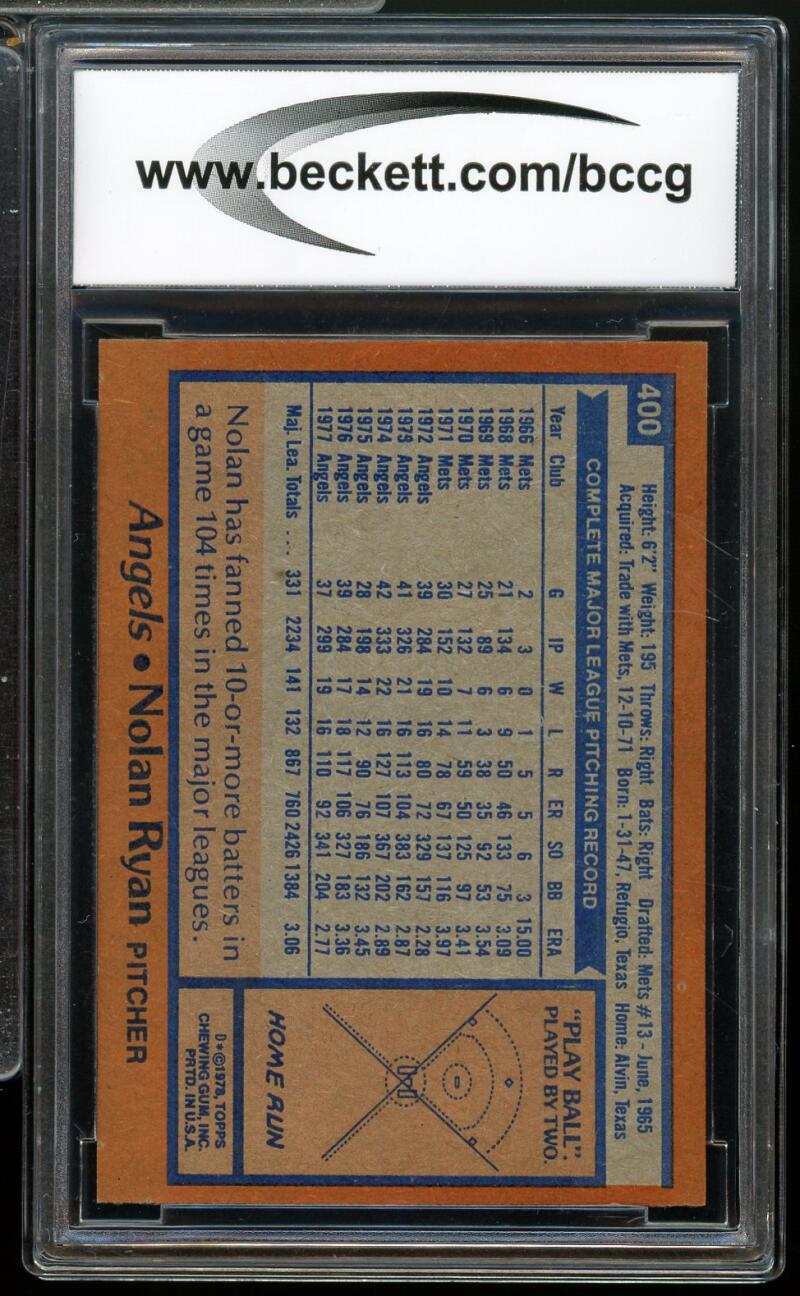 www.beckett.com/bccg
400
Height: 6'2" Weight: 195 Throws: Right Bats: Right Drafted: Mets #13 - June, 1965
Acquired: Trade with Mets, 12-10-71 Born: 1-31-47, Refugio, Texas Home: Alvin, Texas
COMPLETE MAJOR LEAGUE PITCHING RECORD
Year Club G IP W L R ER SO BB ERA
1966 Mets 2 3 0 1 5 5 6 3 15.00
1968 Mets 21 134 6 9 50 46 133 75 3.09
1969 Mets 25 89 6 3 38 35 92 53 3.54
1970 Mets 27 132 7 11 59 50 125 97 3.41
1971 Mets 30 152 10 14 78 67 137 116 3.97
1972 Angels 39 284 19 16 80 72 329 157 2.28
1973 Angels 41 326 21 16 113 104 383 162 2.87
1974 Angels 42 333 22 16 127 107 367 202 2.89
1975 Angels 28 198 14 12 90 76 186 132 3.45
1976 Angels 39 284 17 18 117 106 327 183 3.36
1977 Angels 37 299 19 16 110 92 341 204 2.77
Maj. Lea. Totals ... 331 2234 141 132 867 760 2426 1384 3.06
Nolan has fanned 10-or-more batters in
a game 104 times in the major leagues.
"PLAY BALL":
PLAYED BY TWO.
HOME RUN
D*©1978, TOPPS
CHEWING GUM, INC.
PRTD. IN U.S.A.
Angels • Nolan Ryan PITCHER